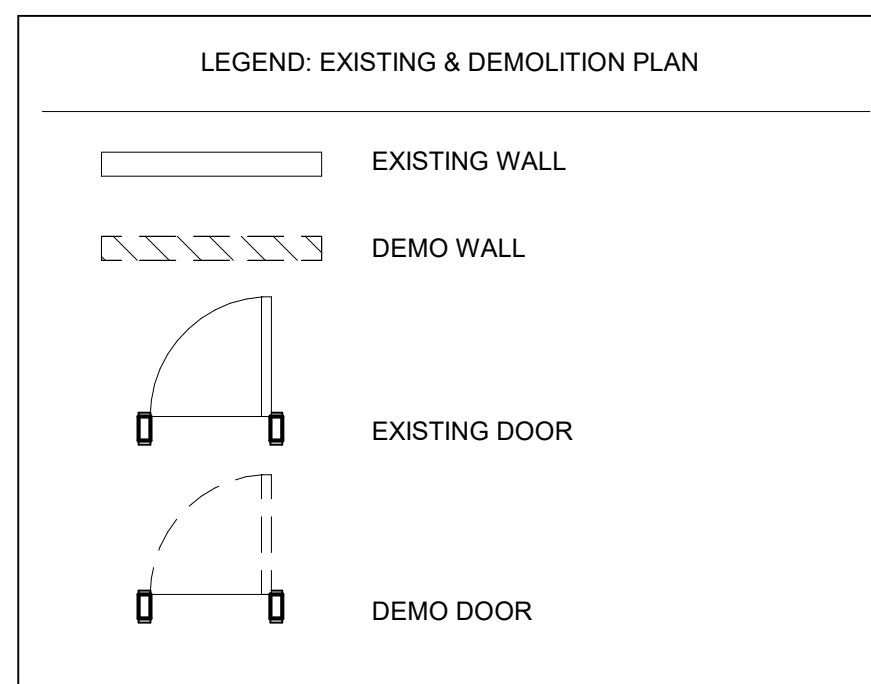 LEGEND: EXISTING & DEMOLITION PLAN
EXISTING WALL
DEMO WALL
EXISTING DOOR
DEMO DOOR